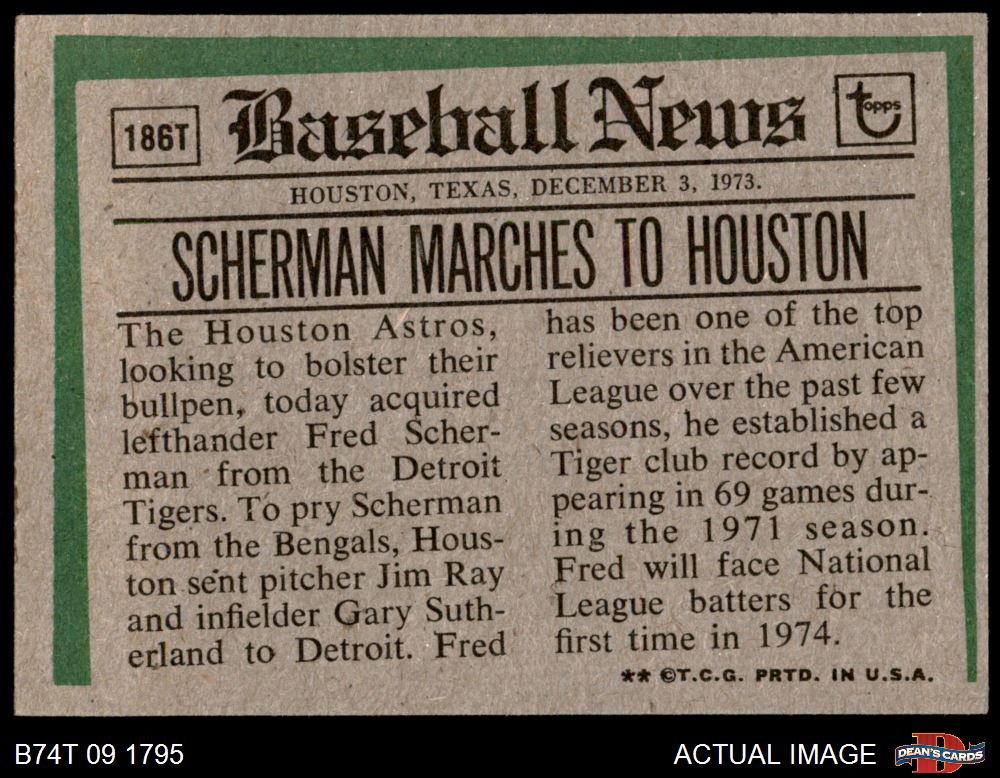 186T
Baseball News
topps
HOUSTON, TEXAS, DECEMBER 3, 1973.
SCHERMAN MARCHES TO HOUSTON
The Houston Astros,
looking to bolster their
bullpen, today acquired
lefthander Fred Scher-
man from the Detroit
Tigers. To pry Scherman
from the Bengals, Hous-
ton sent pitcher Jim Ray
and infielder Gary Suth-
erland to Detroit. Fred
has been one of the top
relievers in the American
League over the past few
seasons, he established a
Tiger club record by ap-
pearing in 69 games dur-
ing the 1971 season.
Fred will face National
League batters for the
first time in 1974.
** ©T.C.G. PRTD. IN U.S.A.
B74T 09 1795
ACTUAL IMAGE
DEAN'S CARDS